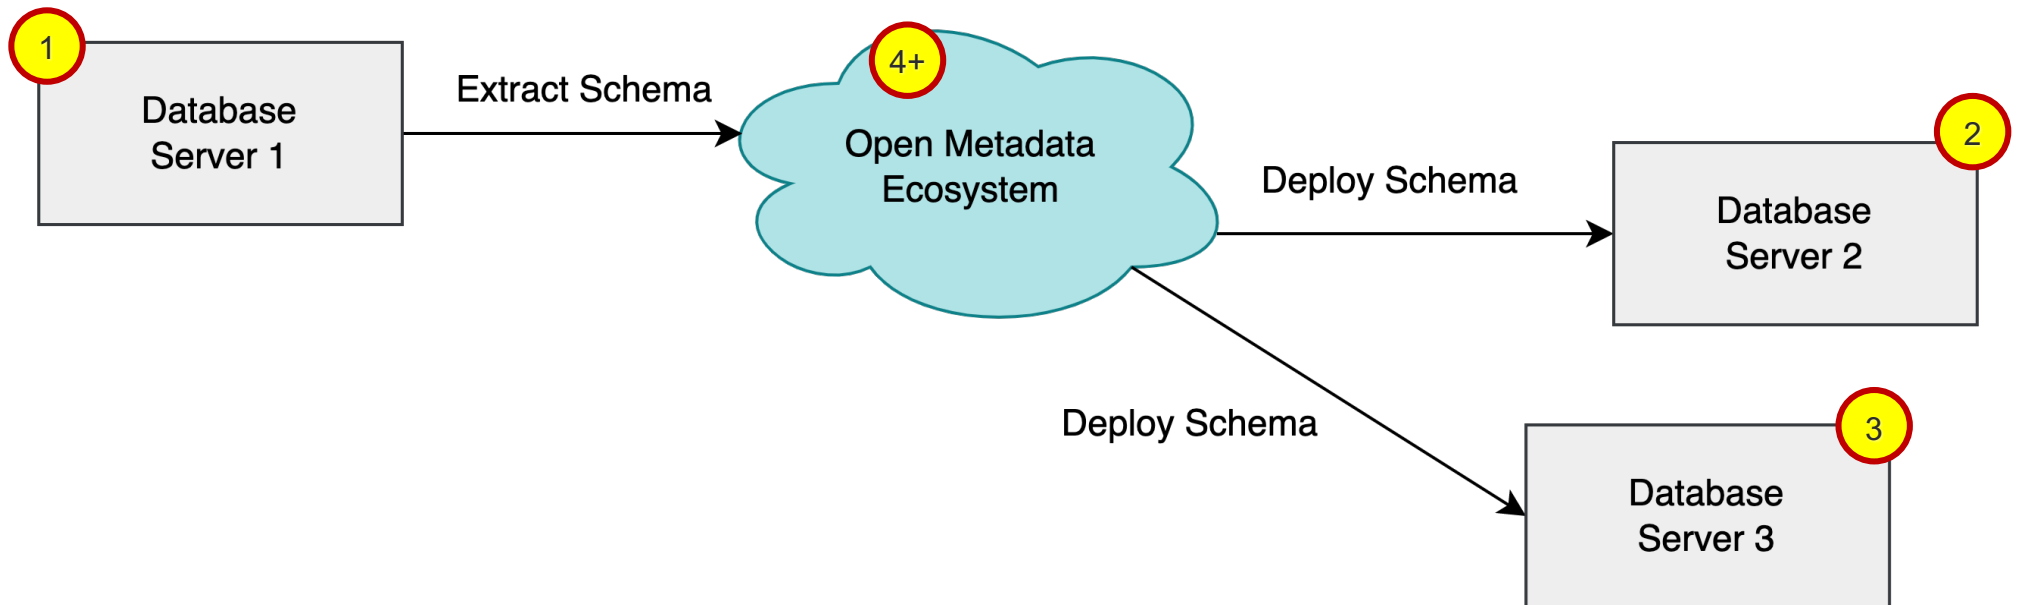 1
Database
Server 1
Extract Schema
4+
Open Metadata
Ecosystem
Deploy Schema
2
Database
Server 2
Deploy Schema
3
Database
Server 3